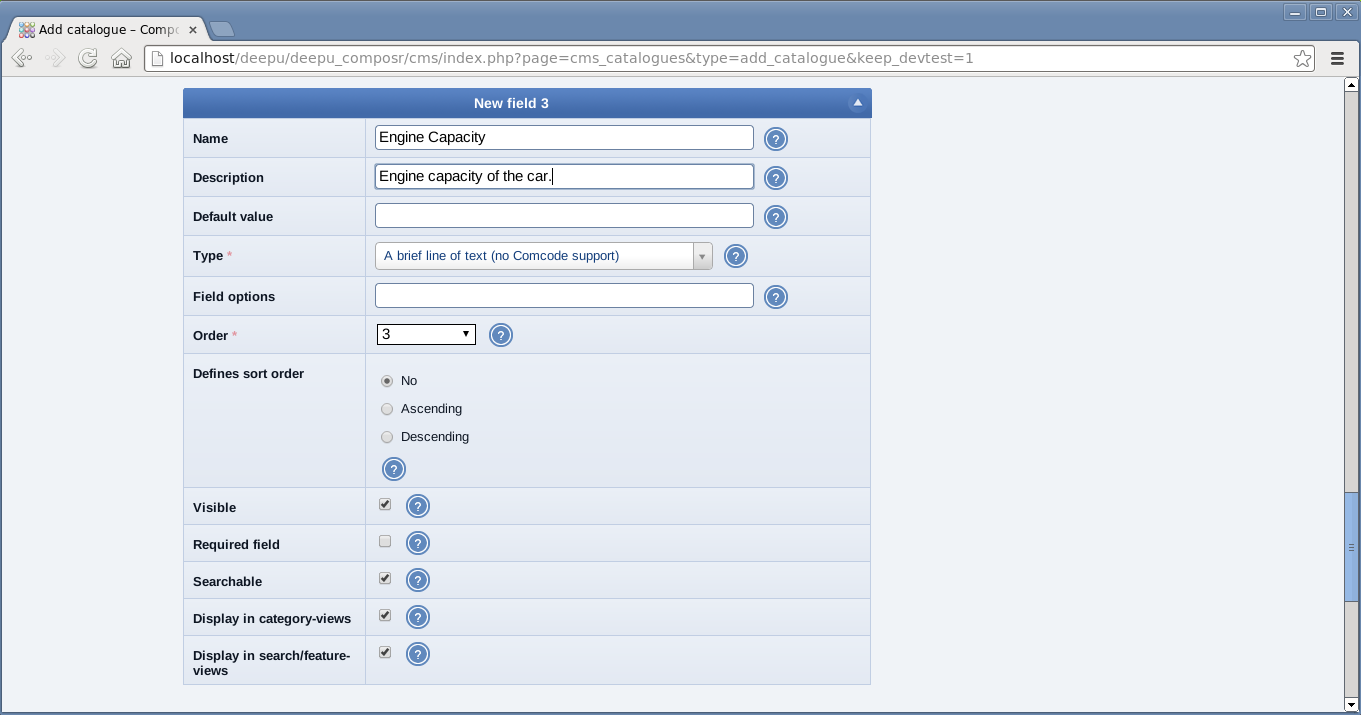 Add catalogue – Compo
localhost/deepu/deepu_composr/cms/index.php?page=cms_catalogues&type=add_catalogue&keep_devtest=1
New field 3
Name
Engine Capacity
?
Description
Engine capacity of the car.
?
Default value
?
Type *
A brief line of text (no Comcode support)
?
Field options
?
Order *
3
?
Defines sort order
No
Ascending
Descending
?
Visible
?
Required field
?
Searchable
?
Display in category-views
?
Display in search/feature-
views
?